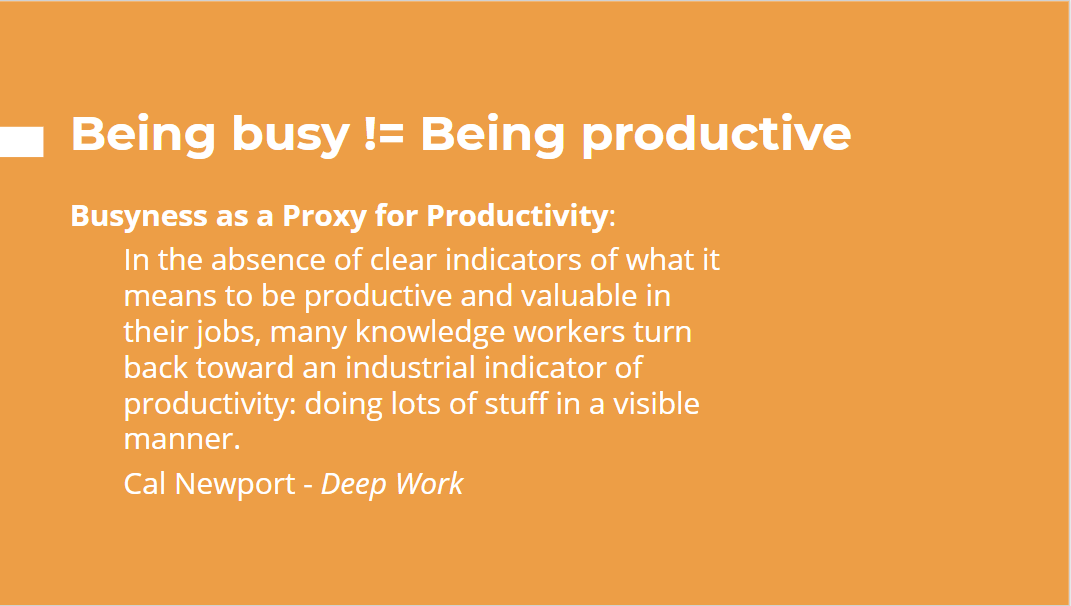 Being busy != Being productive
Busyness as a Proxy for Productivity:
In the absence of clear indicators of what it
means to be productive and valuable in
their jobs, many knowledge workers turn
back toward an industrial indicator of
productivity: doing lots of stuff in a visible
manner.
Cal Newport - Deep Work